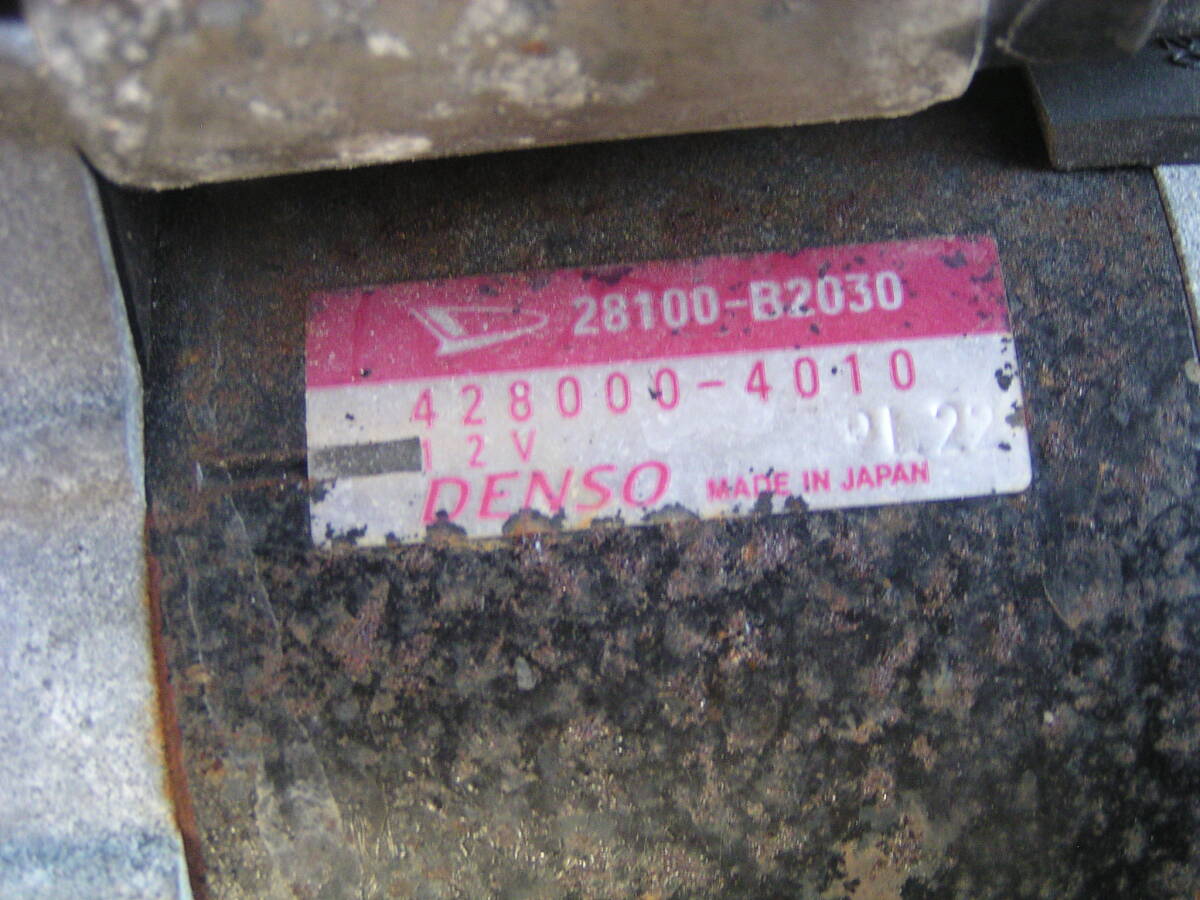 28100-B2030
428000-4010
12V
DENSO MADE IN JAPAN